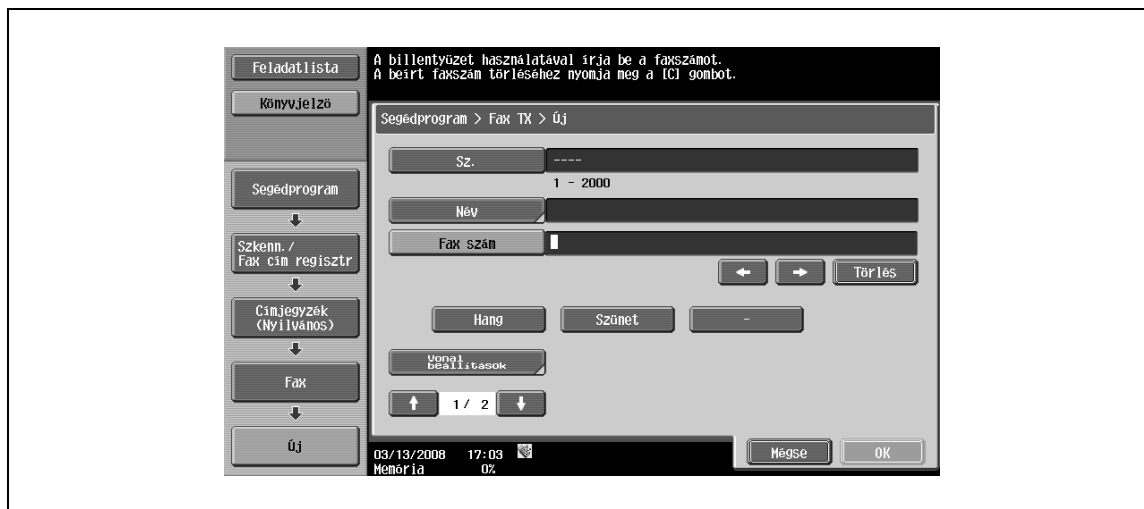 Feladatlista
Könyvjelzö
A billentyüzet használatával írja be a faxszámot.
A beírt faxszám törléséhez nyomja meg a [C] gombot.
Segédprogram > Fax TX > Új
Sz.
----
1 - 2000
Név
Fax szám
Törlés
Hang
Szünet
-
Vonal
beállítások
1/ 2
Segédprogram
Szkenn./
Fax cím regisztr
Címjegyzék
(Nyilvános)
Fax
Új
03/13/2008 17:03
Memória 0%
Mégse
OK